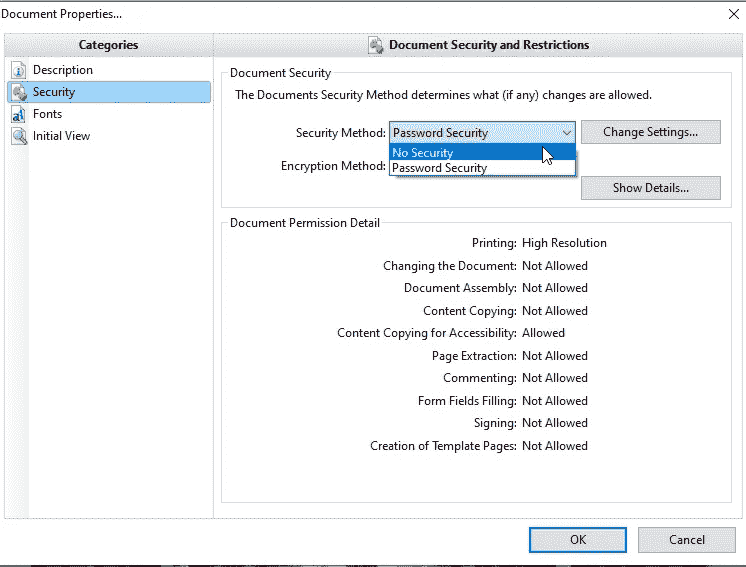 Document Properties...
Categories
Description
Security
Fonts
Initial View
Document Security and Restrictions
Document Security
The Documents Security Method determines what (if any) changes are allowed.
Security Method: Password Security Change Settings...
No Security
Password Security
Encryption Method:
Show Details...
Document Permission Detail
Printing: High Resolution
Changing the Document: Not Allowed
Document Assembly: Not Allowed
Content Copying: Not Allowed
Content Copying for Accessibility: Allowed
Page Extraction: Not Allowed
Commenting: Not Allowed
Form Fields Filling: Not Allowed
Signing: Not Allowed
Creation of Template Pages: Not Allowed
OK Cancel